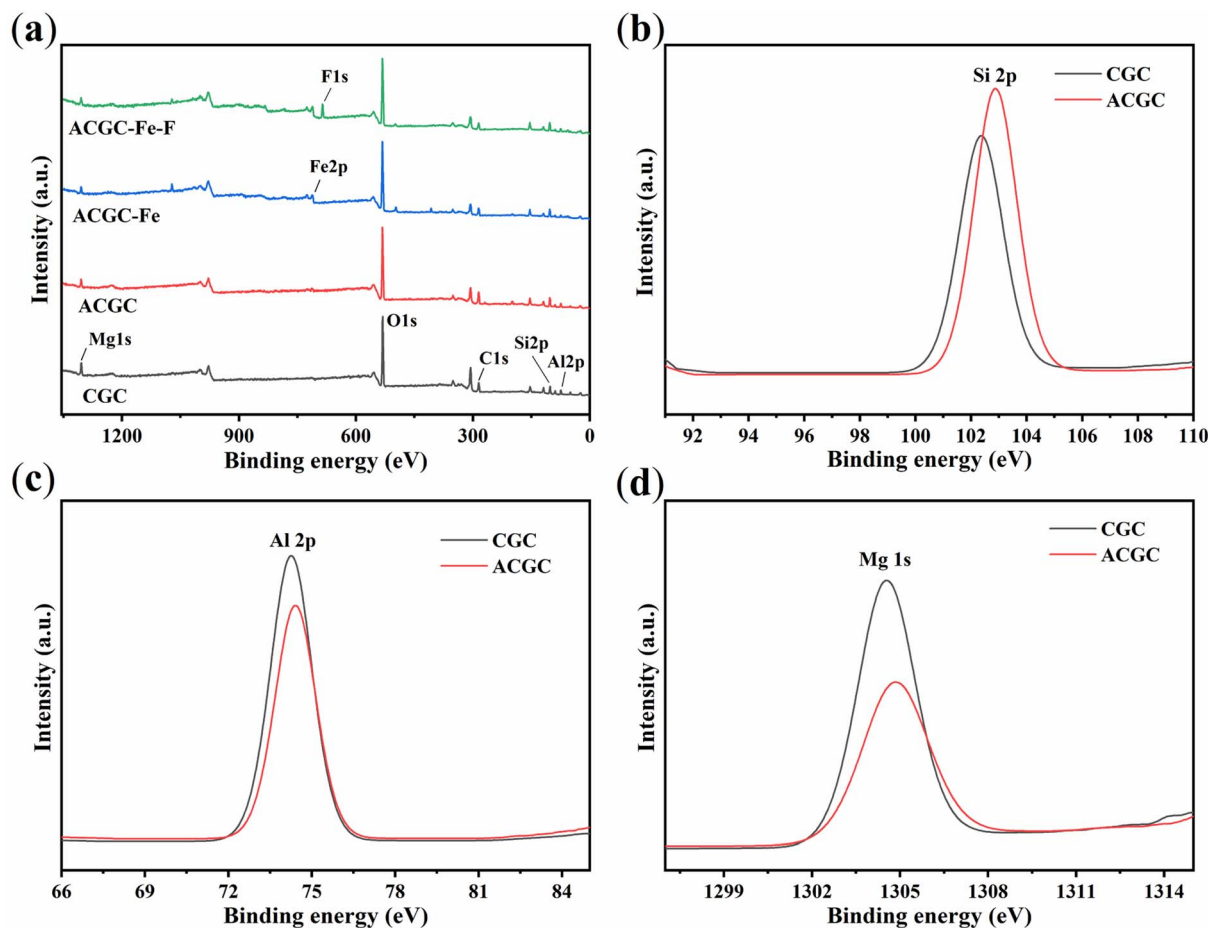 (a)
Intensity (a.u.)
F1s
ACGC-Fe-F
Fe2p
ACGC-Fe
ACGC
Mg1s
O1s
C1s
Si2p
Al2p
CGC
1200 900 600 300 0
Binding energy (eV)
(b)
Intensity (a.u.)
Si 2p
CGC
ACGC
92 94 96 98 100 102 104 106 108 110
Binding energy (eV)
(c)
Intensity (a.u.)
Al 2p
CGC
ACGC
66 69 72 75 78 81 84
Binding energy (eV)
(d)
Intensity (a.u.)
Mg 1s
CGC
ACGC
1299 1302 1305 1308 1311 1314
Binding energy (eV)